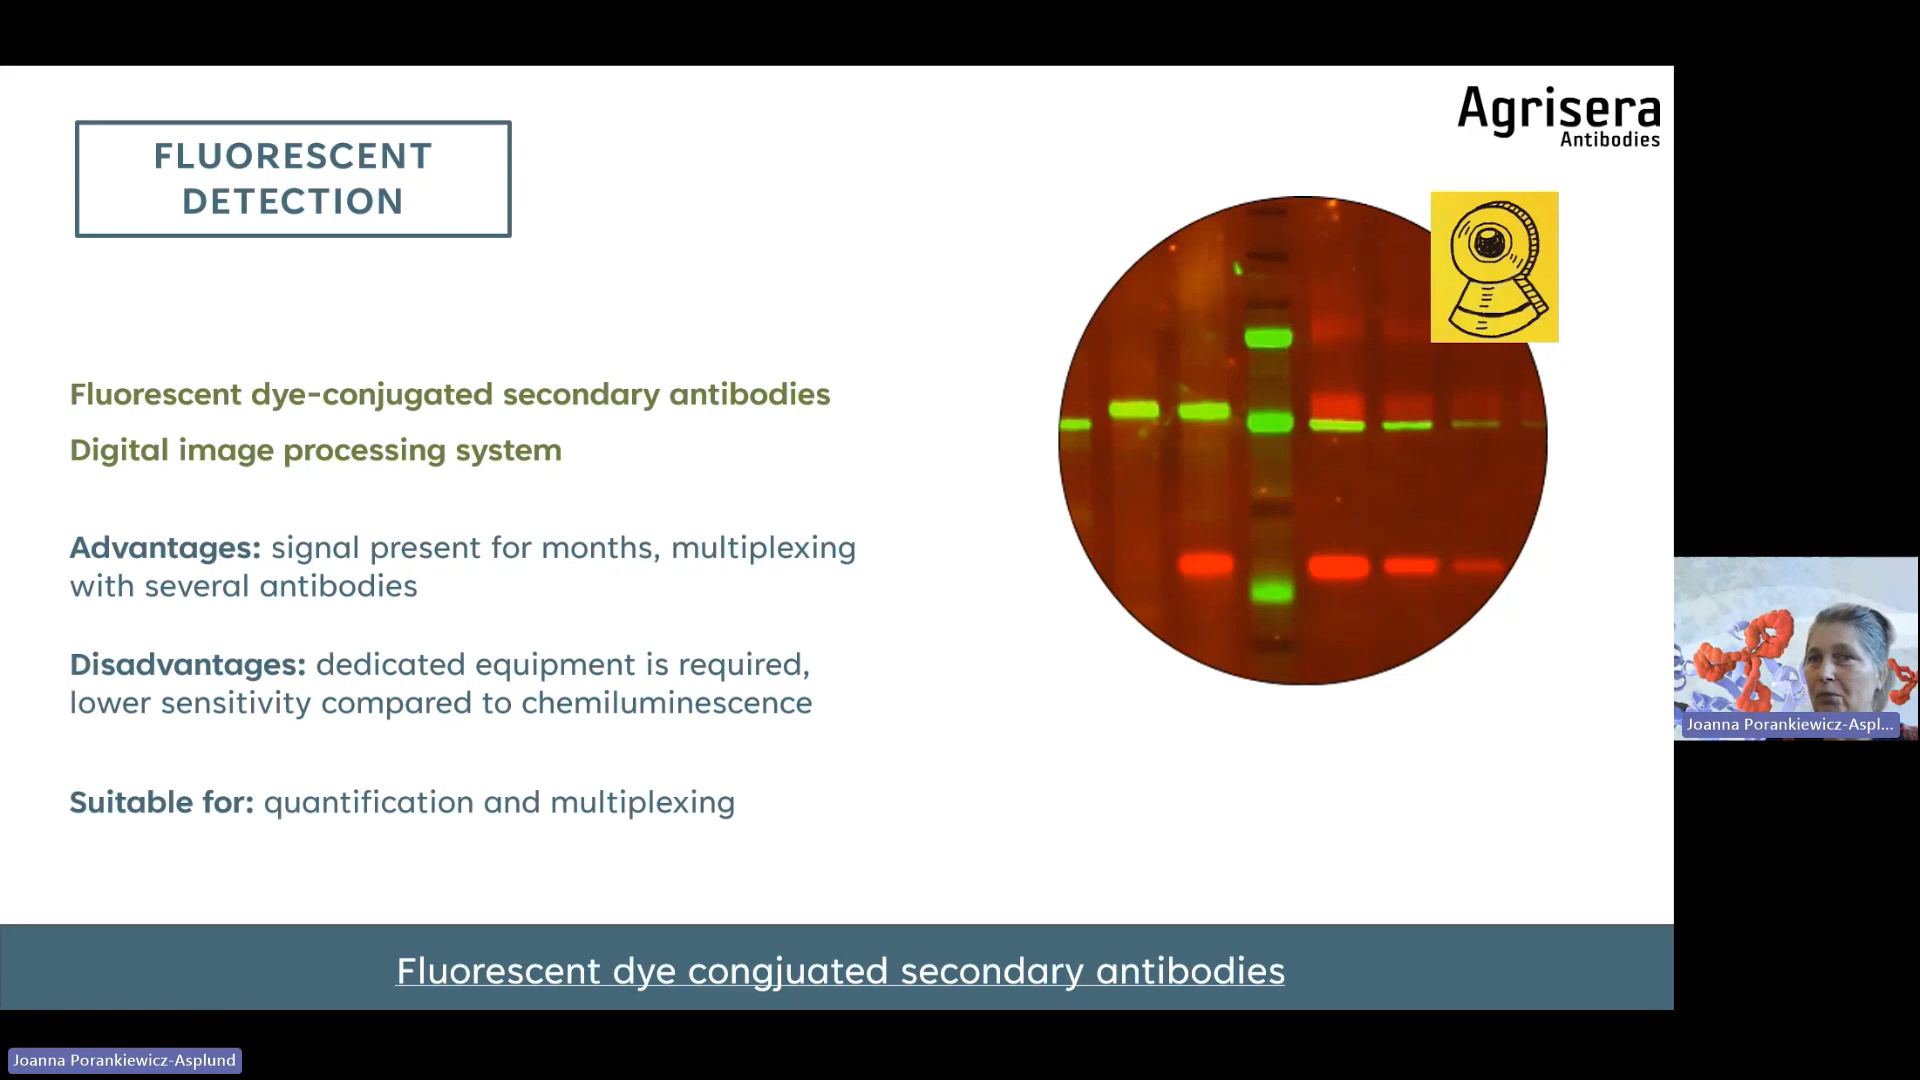 Agrisera
Antibodies
FLUORESCENT
DETECTION
Fluorescent dye-conjugated secondary antibodies
Digital image processing system
Advantages: signal present for months, multiplexing
with several antibodies
Disadvantages: dedicated equipment is required,
lower sensitivity compared to chemiluminescence
Suitable for: quantification and multiplexing
Fluorescent dye congjuated secondary antibodies
Joanna Porankiewicz-Aspl...
Joanna Porankiewicz-Asplund